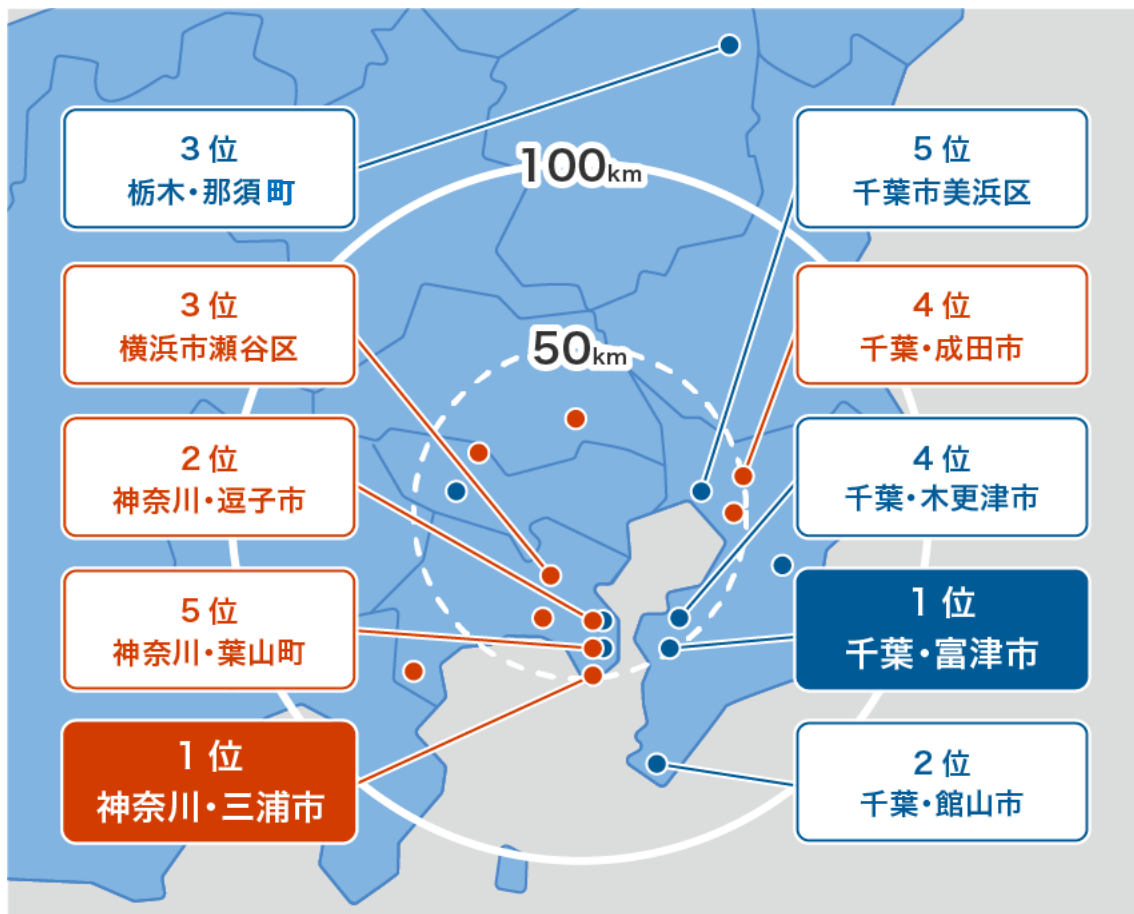 100km
50km
3位
栃木・那須町
3位
横浜市瀬谷区
2位
神奈川・逗子市
5位
神奈川・葉山町
1位
神奈川・三浦市
5位
千葉市美浜区
4位
千葉・成田市
4位
千葉・木更津市
1位
千葉・富津市
2位
千葉・館山市